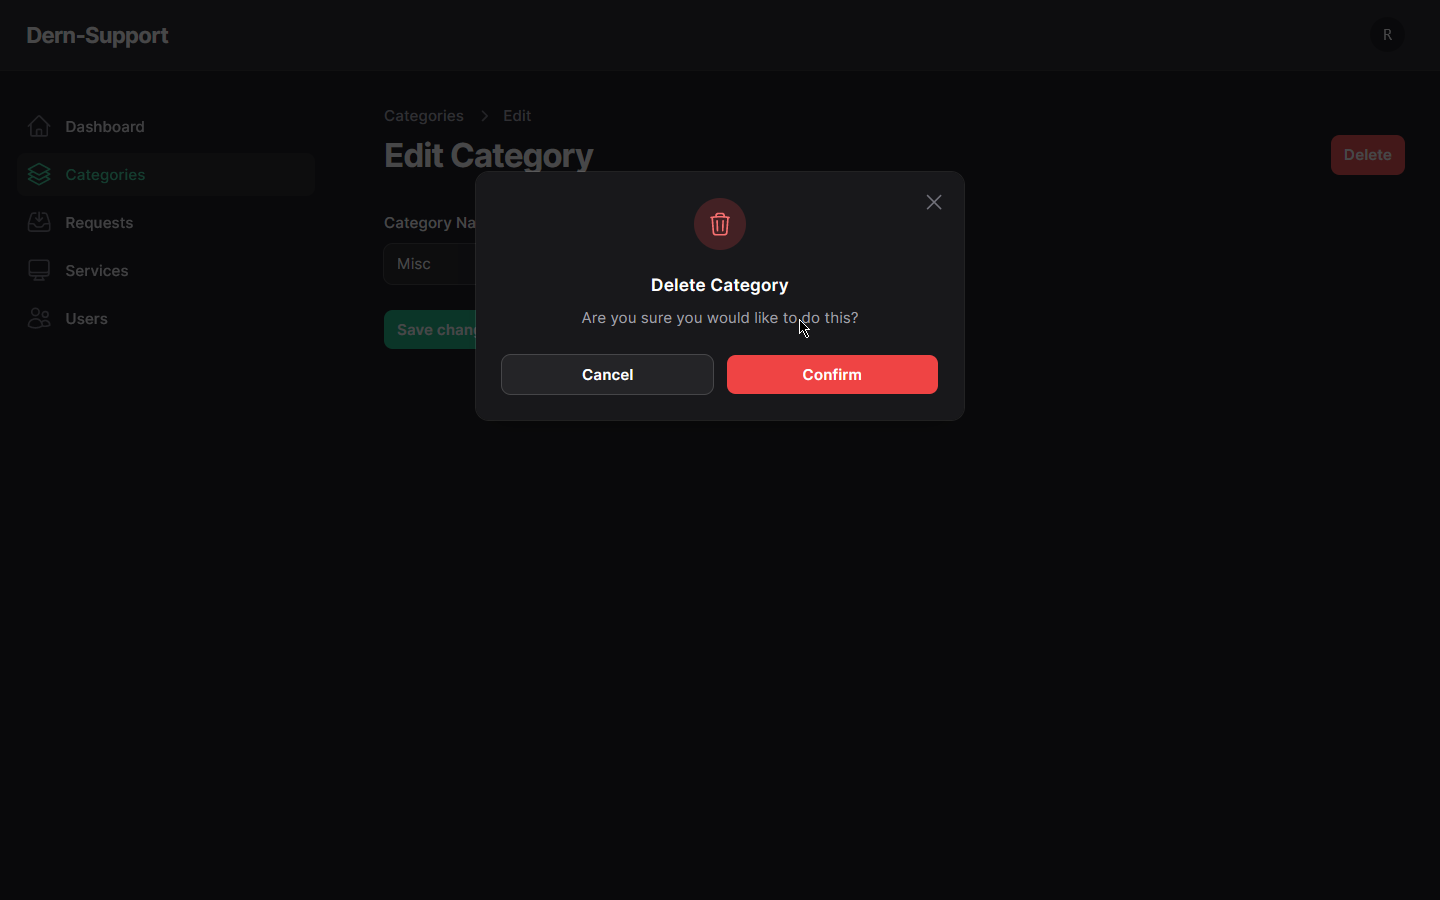 Dern-Support
R
Dashboard
Categories
Requests
Services
Users
Categories > Edit
Edit Category
Delete
Category Na
Misc
Save chan
Delete Category
Are you sure you would like to do this?
Cancel
Confirm